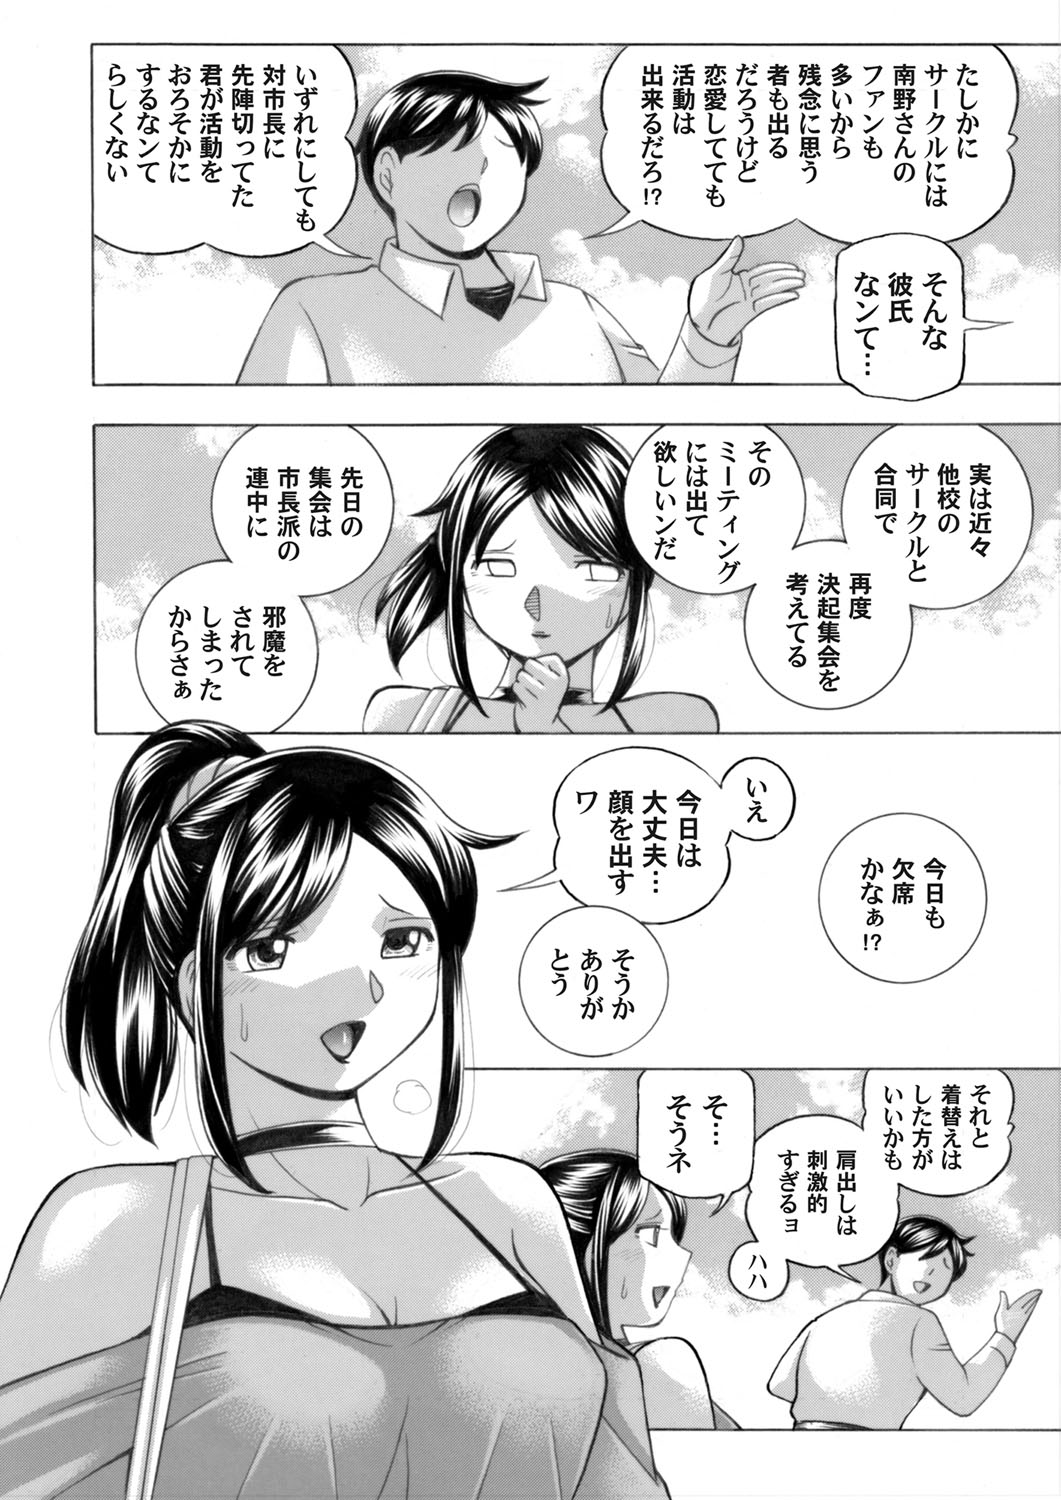 たしかに
サークルには
南野さんの
ファンも
多いから
残念に思う
者も出る
だろうけど
恋愛してても
活動は
出来るだろ!?
そんな
彼氏
なンて…
いずれにしても
対市長に
先陣切ってた
君が活動を
おろそかに
するなンて
らしくない
実は近々
他校の
サークルと
合同で
再度
決起集会を
考えてる
その
ミーティング
には出て
欲しいンだ
先日の
集会は
市長派の
連中に
邪魔を
されて
しまった
からさぁ
今日も
欠席
かなぁ!?
いえ
今日は
大丈夫…
顔を出す
ワ
そうか
ありが
とう
それと
着替えは
した方が
いいかも
肩出しは
刺激的
すぎるヨ
ハハ
そ…
そうネ